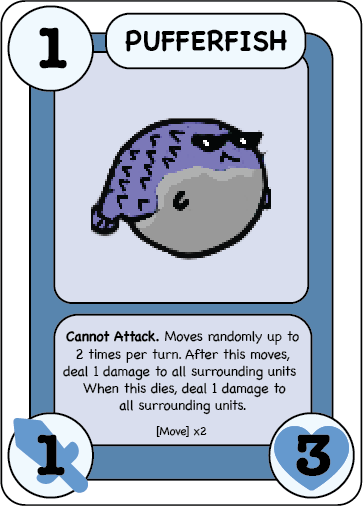 1
PUFFERFISH
Cannot Attack. Moves randomly up to
2 times per turn. After this moves,
deal 1 damage to all surrounding units
When this dies, deal 1 damage to
all surrounding units.
[Move] x2
1
3